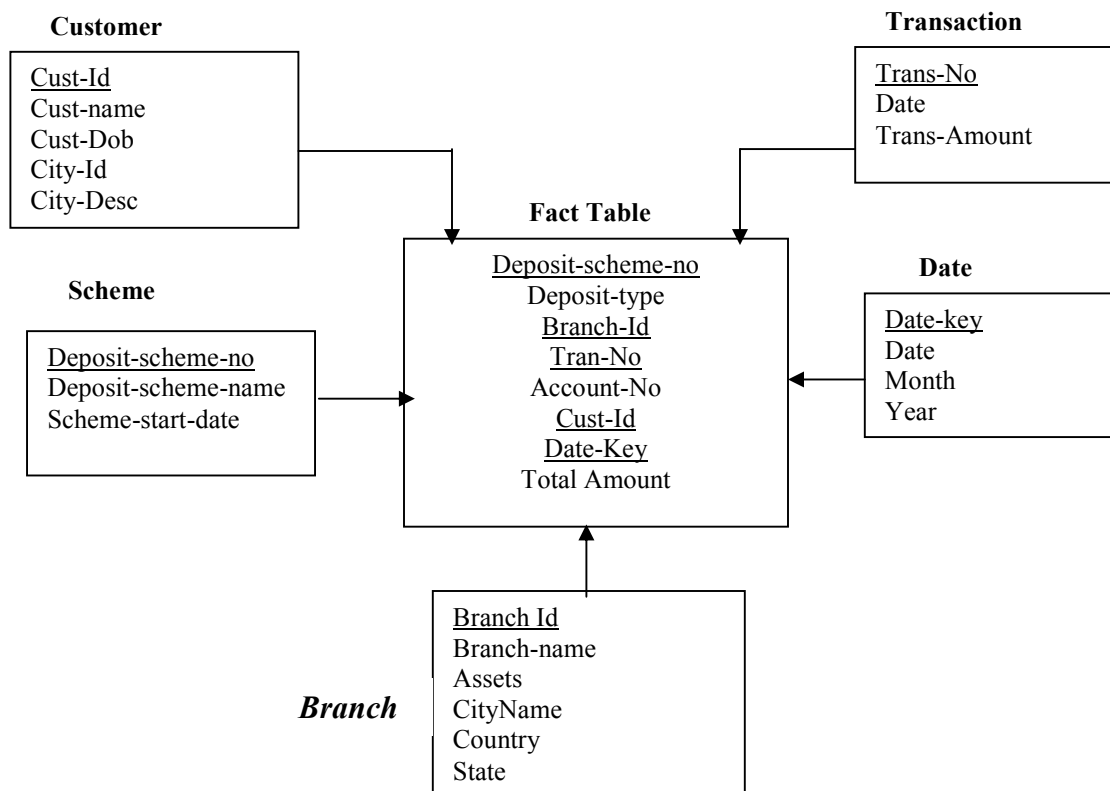 Customer
Cust-Id
Cust-name
Cust-Dob
City-Id
City-Desc
Transaction
Trans-No
Date
Trans-Amount
Fact Table
Deposit-scheme-no
Deposit-type
Branch-Id
Tran-No
Account-No
Cust-Id
Date-Key
Total Amount
Scheme
Deposit-scheme-no
Deposit-scheme-name
Scheme-start-date
Date
Date-key
Date
Month
Year
Branch
Branch Id
Branch-name
Assets
CityName
Country
State